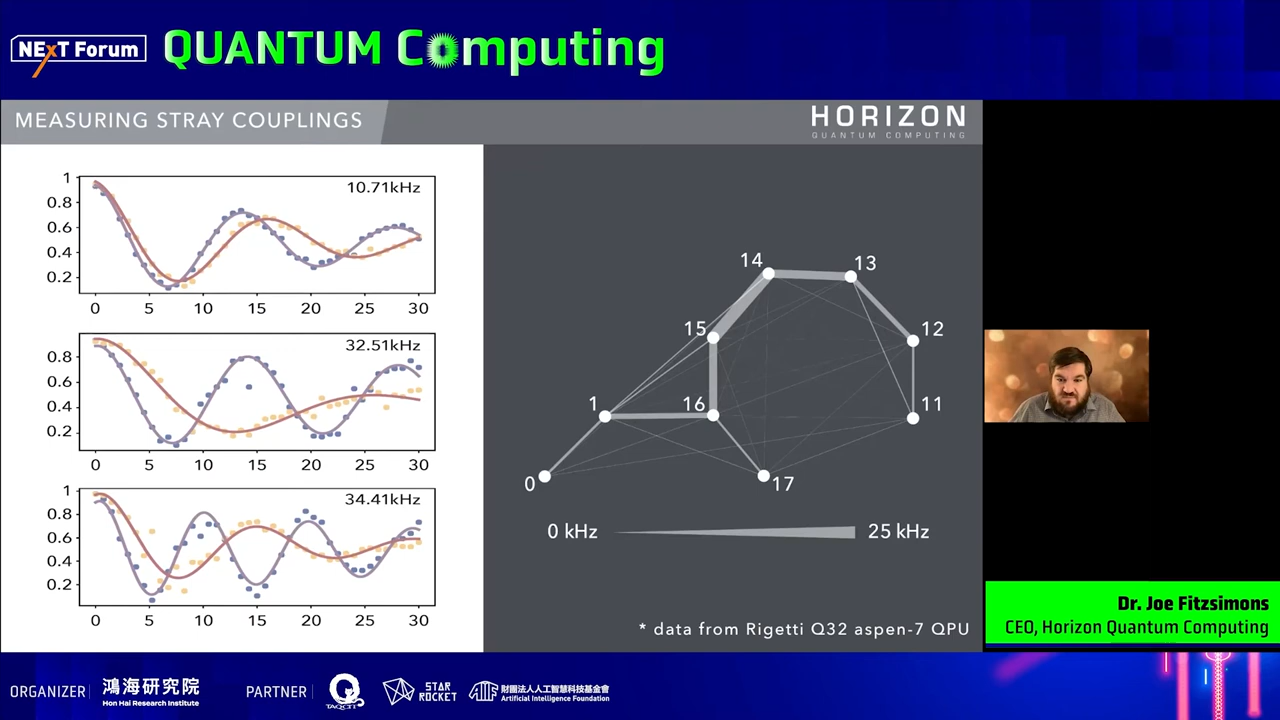 NExT Forum
QUANTUM Computing
MEASURING STRAY COUPLINGS
HORIZON
QUANTUM COMPUTING
10.71kHz
1
0.8
0.6
0.4
0.2
0 5 10 15 20 25 30
32.51kHz
0.8
0.6
0.4
0.2
0 5 10 15 20 25 30
34.41kHz
1
0.8
0.6
0.4
0.2
0 5 10 15 20 25 30
14
13
15
12
1
16
11
0
17
0 kHz
25 kHz
* data from Rigetti Q32 aspen-7 QPU
Dr. Joe Fitzsimons
CEO, Horizon Quantum Computing
ORGANIZER
鴻海研究院
Hon Hai Research Institute
PARTNER
TAQCIT
STAR
ROCKET
財團法人人工智慧科技基金會
Artificial Intelligence Foundation